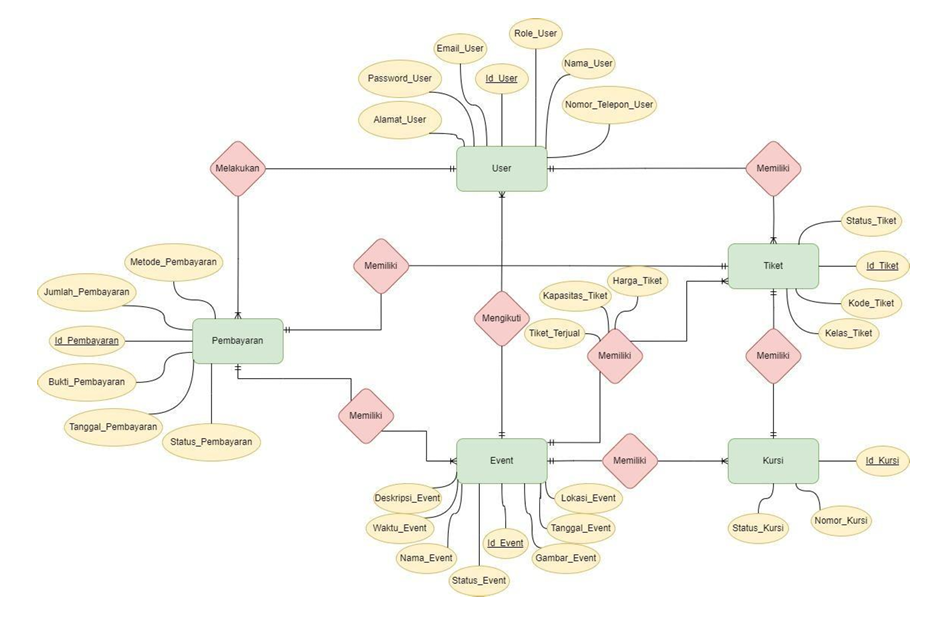 Role_User
Email_User
Nama_User
Password_User
Id_User
Nomor_Telepon_User
Alamat_User
Melakukan
User
Memiliki
Status_Tiket
Metode_Pembayaran
Memiliki
Tiket
Id_Tiket
Harga_Tiket
Jumlah_Pembayaran
Kapasitas_Tiket
Kode_Tiket
Mengikuti
Tiket_Terjual
Kelas_Tiket
Id_Pembayaran
Pembayaran
Memiliki
Memiliki
Bukti_Pembayaran
Memiliki
Tanggal_Pembayaran
Status_Pembayaran
Event
Memiliki
Kursi
Id_Kursi
Deskripsi_Event
Lokasi_Event
Waktu_Event
Tanggal_Event
Status_Kursi
Nomor_Kursi
Id_Event
Nama_Event
Gambar_Event
Status_Event